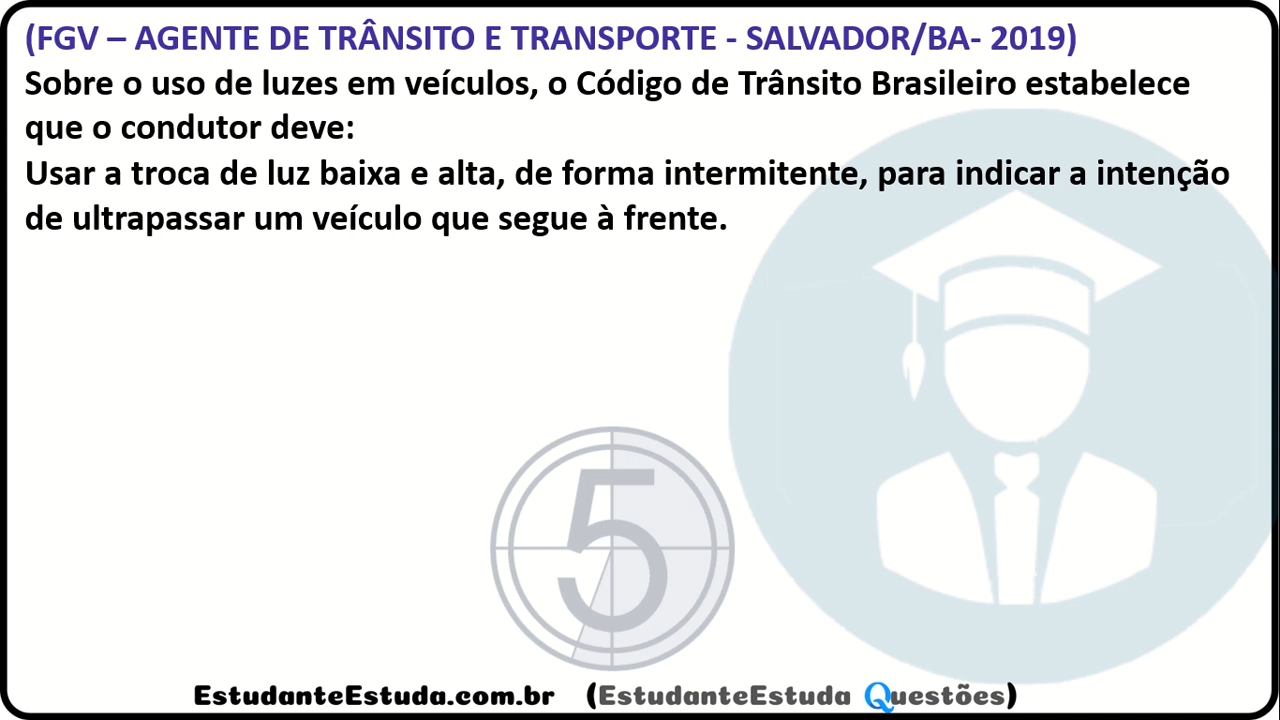 (FGV – AGENTE DE TRÂNSITO E TRANSPORTE - SALVADOR/BA- 2019)
Sobre o uso de luzes em veículos, o Código de Trânsito Brasileiro estabelece
que o condutor deve:
Usar a troca de luz baixa e alta, de forma intermitente, para indicar a intenção
de ultrapassar um veículo que segue à frente.
5
EstudanteEstuda.com.br (EstudanteEstuda Questões)